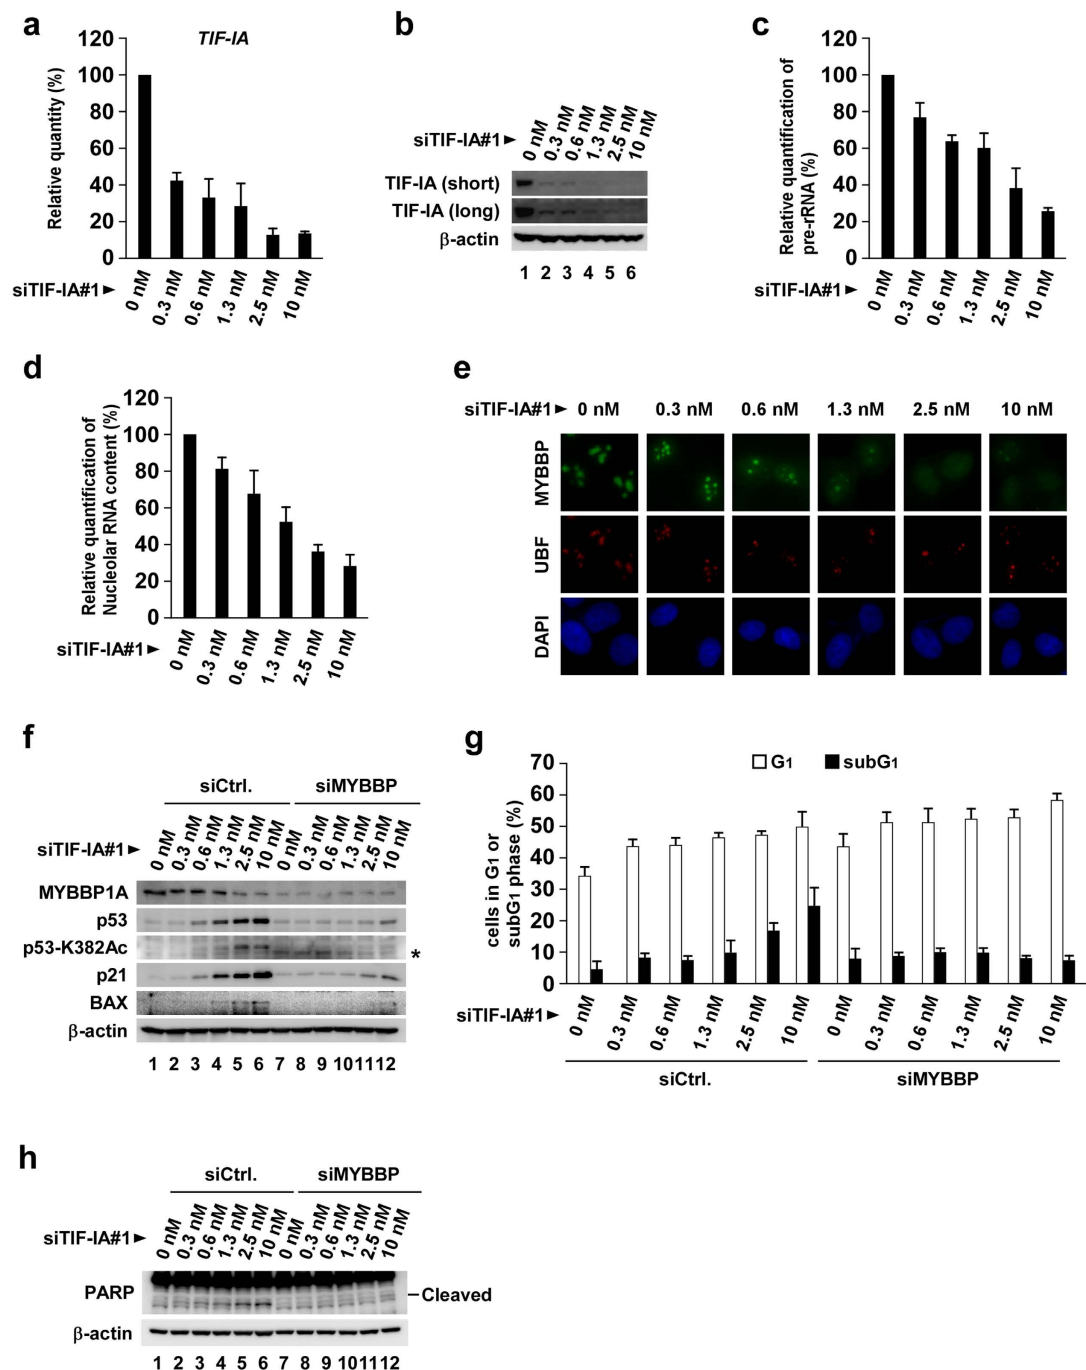 a
TIF-IA
Relative quantity (%)
120
100
80
60
40
20
0
siTIF-IA#1►
0 nM
0.3 nM
0.6 nM
1.3 nM
2.5 nM
10 nM
b
siTIF-IA#1►
0 nM
0.3 nM
0.6 nM
1.3 nM
2.5 nM
10 nM
TIF-IA (short)
TIF-IA (long)
β-actin
1 2 3 4 5 6
c
Relative quantification of
pre-rRNA (%)
120
100
80
60
40
20
0
siTIF-IA#1►
0 nM
0.3 nM
0.6 nM
1.3 nM
2.5 nM
10 nM
d
Relative quantification of
Nucleolar RNA content (%)
120
100
80
60
40
20
0
siTIF-IA#1►
0 nM
0.3 nM
0.6 nM
1.3 nM
2.5 nM
10 nM
e
siTIF-IA#1► 0 nM 0.3 nM 0.6 nM 1.3 nM 2.5 nM 10 nM
MYBBP
UBF
DAPI
f
siCtrl. siMYBBP
siTIF-IA#1►
0 nM
0.3 nM
0.6 nM
1.3 nM
2.5 nM
10 nM
0 nM
0.3 nM
0.6 nM
1.3 nM
2.5 nM
10 nM
MYBBP1A
p53
p53-K382Ac *
p21
BAX
β-actin
1 2 3 4 5 6 7 8 9 10 11 12
g
G1 subG1
cells in G1 or
subG1 phase (%)
70
60
50
40
30
20
10
0
siTIF-IA#1►
0 nM
0.3 nM
0.6 nM
1.3 nM
2.5 nM
10 nM
0 nM
0.3 nM
0.6 nM
1.3 nM
2.5 nM
10 nM
siCtrl. siMYBBP
h
siCtrl. siMYBBP
siTIF-IA#1►
0 nM
0.3 nM
0.6 nM
1.3 nM
2.5 nM
10 nM
0 nM
0.3 nM
0.6 nM
1.3 nM
2.5 nM
10 nM
PARP Cleaved
β-actin
1 2 3 4 5 6 7 8 9 10 11 12